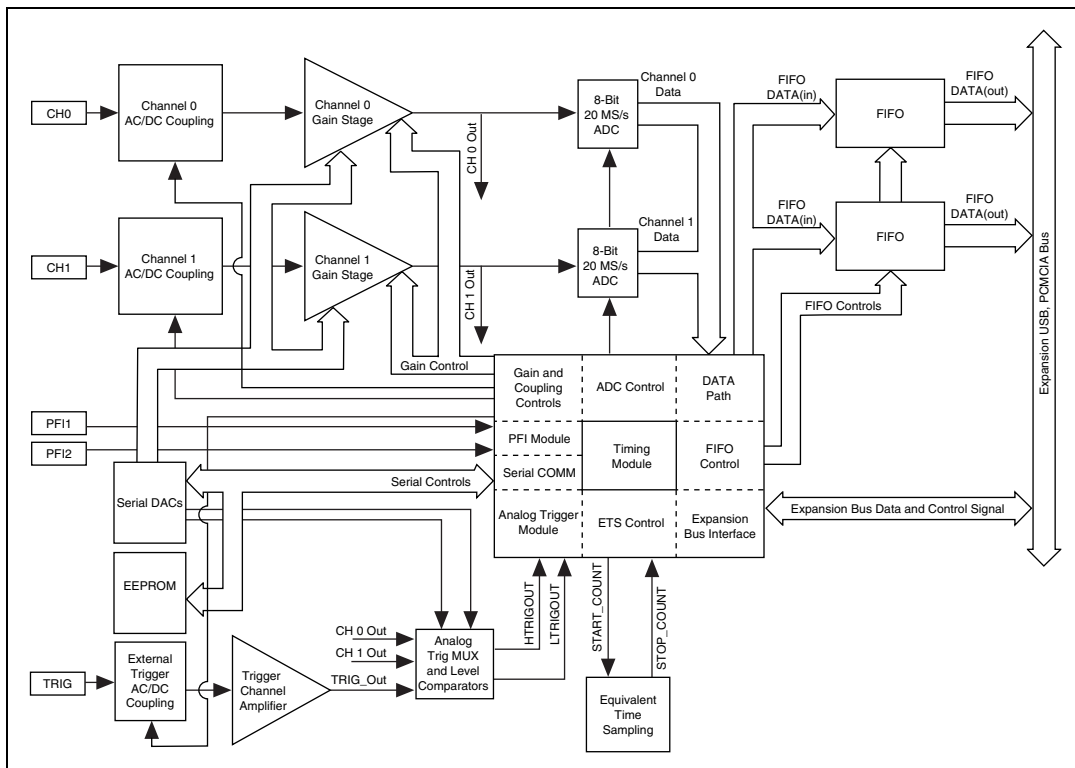 CH0
Channel 0
AC/DC Coupling
Channel 0
Gain Stage
CH 0 Out
8-Bit
20 MS/s
ADC
Channel 0
Data
FIFO
DATA(in)
FIFO
FIFO
DATA(out)
CH1
Channel 1
AC/DC Coupling
Channel 1
Gain Stage
CH 1 Out
8-Bit
20 MS/s
ADC
Channel 1
Data
FIFO
DATA(in)
FIFO
FIFO
DATA(out)
Expansion USB, PCMCIA Bus
FIFO Controls
Gain Control
Gain and
Coupling
Controls
ADC Control
DATA
Path
PFI1
PFI2
PFI Module
Timing
Module
FIFO
Control
Serial COMM
Serial Controls
Serial DACs
Analog Trigger
Module
ETS Control
Expansion
Bus Interface
Expansion Bus Data and Control Signal
EEPROM
HTRIGOUT
LTRIGOUT
START_COUNT
STOP_COUNT
TRIG
External
Trigger
AC/DC
Coupling
Trigger
Channel
Amplifier
CH 0 Out
CH 1 Out
TRIG_Out
Analog
Trig MUX
and Level
Comparators
Equivalent
Time
Sampling